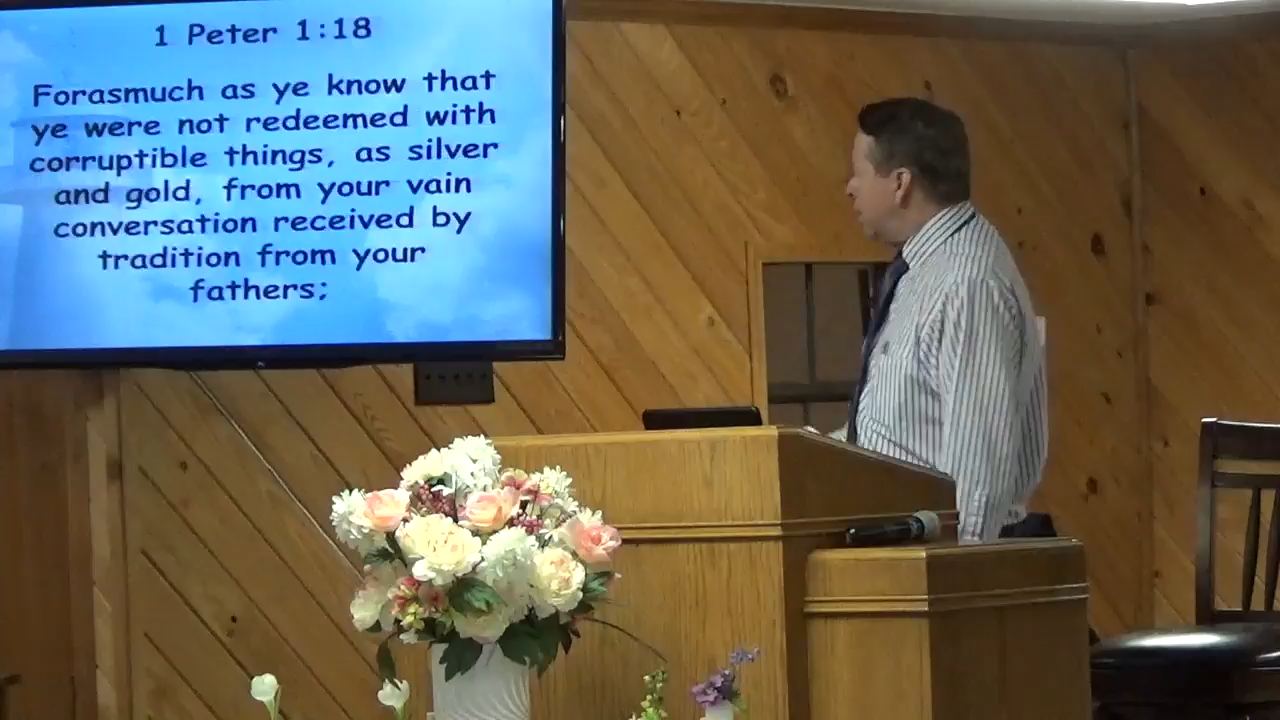 1 Peter 1:18
Forasmuch as ye know that
ye were not redeemed with
corruptible things, as silver
and gold, from your vain
conversation received by
tradition from your
fathers;